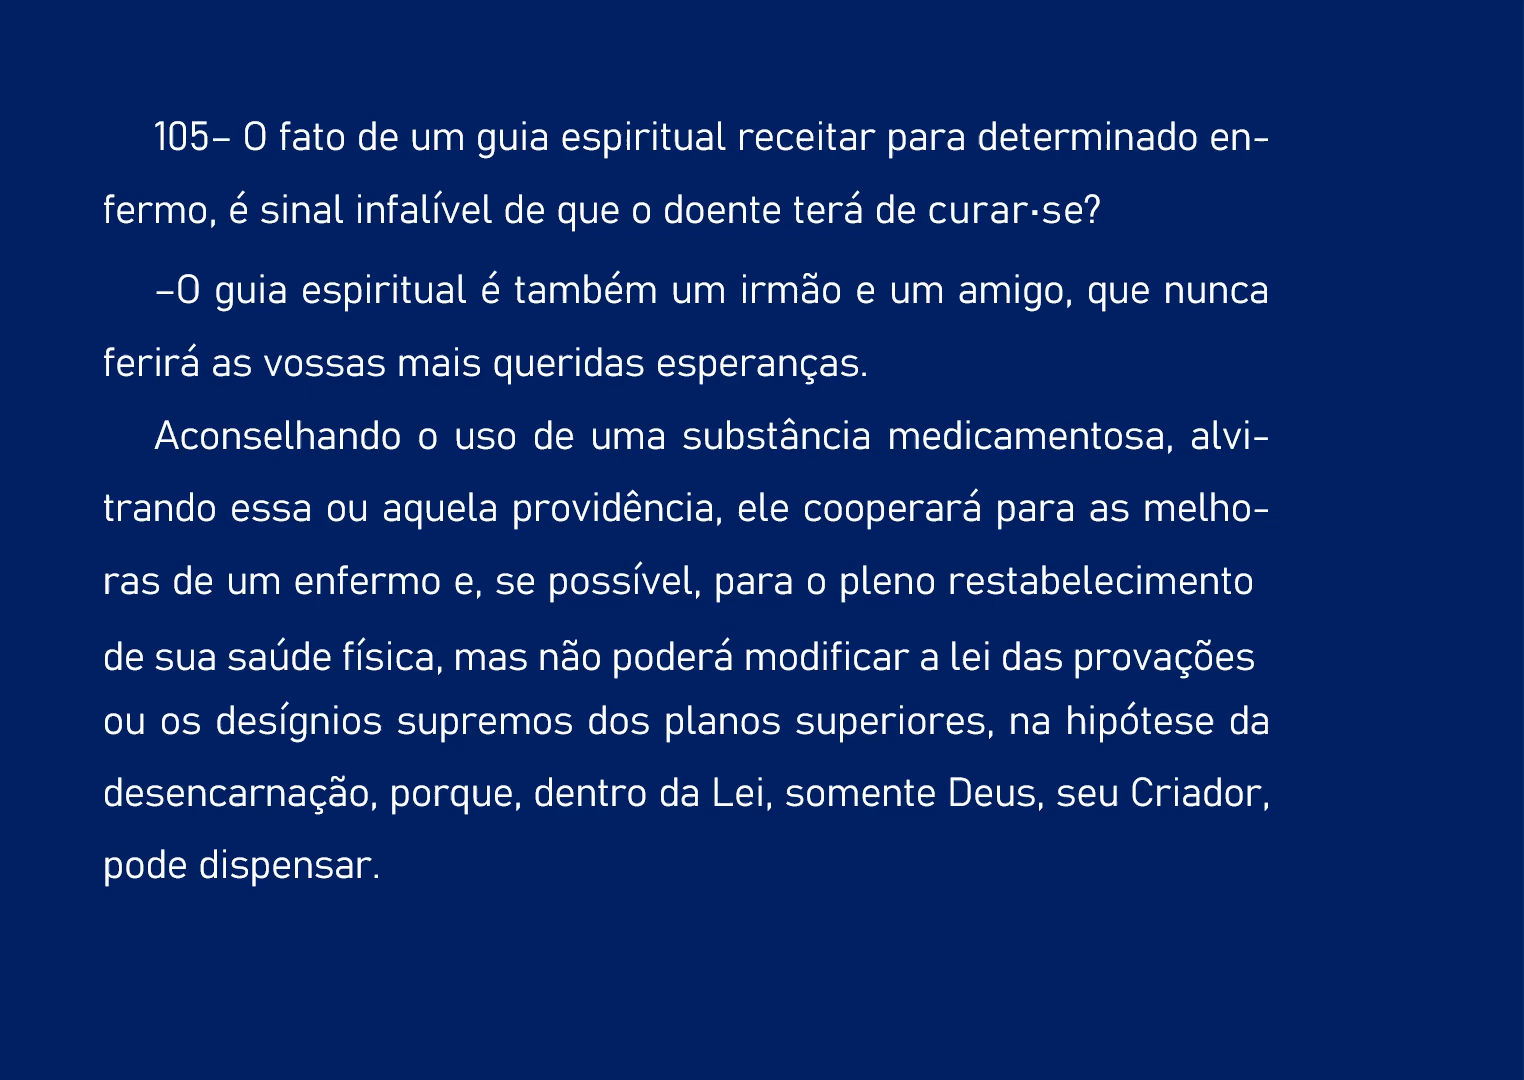 105– O fato de um guia espiritual receitar para determinado en-
fermo, é sinal infalível de que o doente terá de curar·se?
–O guia espiritual é também um irmão e um amigo, que nunca
ferirá as vossas mais queridas esperanças.
Aconselhando o uso de uma substância medicamentosa, alvi-
trando essa ou aquela providência, ele cooperará para as melho-
ras de um enfermo e, se possível, para o pleno restabelecimento
de sua saúde física, mas não poderá modificar a lei das provações
ou os desígnios supremos dos planos superiores, na hipótese da
desencarnação, porque, dentro da Lei, somente Deus, seu Criador,
pode dispensar.